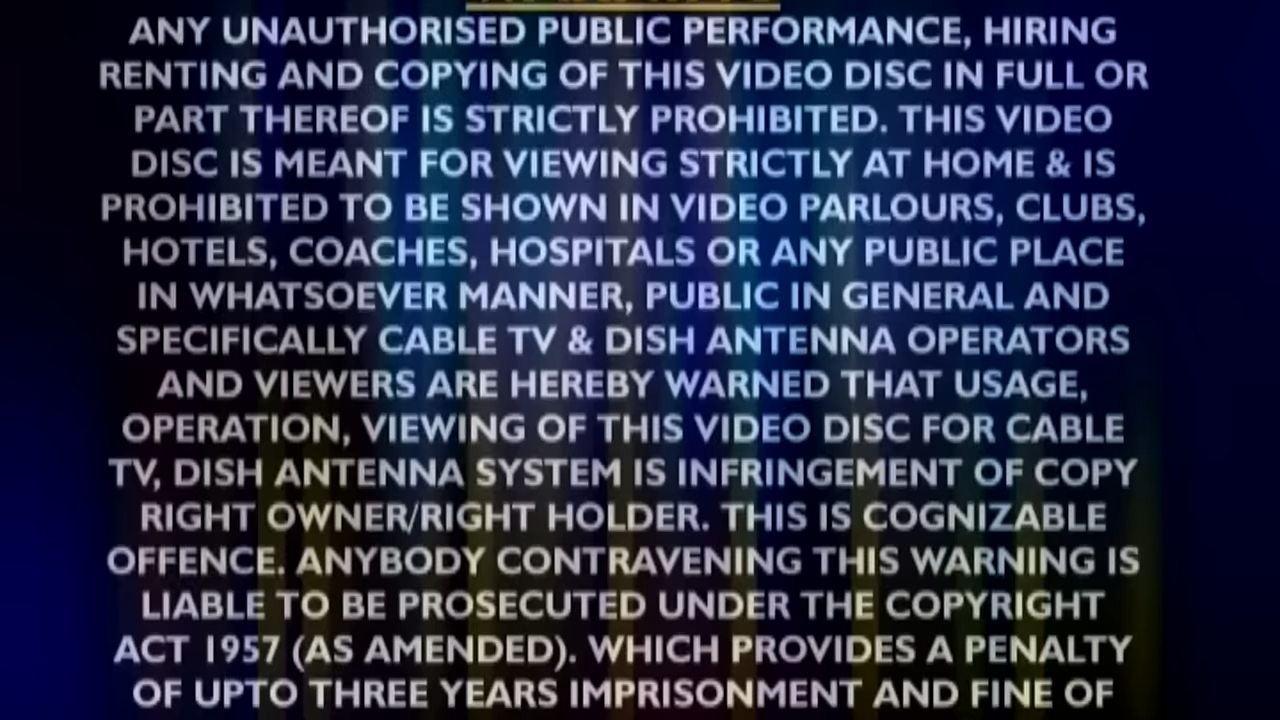 ANY UNAUTHORISED PUBLIC PERFORMANCE, HIRING
RENTING AND COPYING OF THIS VIDEO DISC IN FULL OR
PART THEREOF IS STRICTLY PROHIBITED. THIS VIDEO
DISC IS MEANT FOR VIEWING STRICTLY AT HOME & IS
PROHIBITED TO BE SHOWN IN VIDEO PARLOURS, CLUBS,
HOTELS, COACHES, HOSPITALS OR ANY PUBLIC PLACE
IN WHATSOEVER MANNER, PUBLIC IN GENERAL AND
SPECIFICALLY CABLE TV & DISH ANTENNA OPERATORS
AND VIEWERS ARE HEREBY WARNED THAT USAGE,
OPERATION, VIEWING OF THIS VIDEO DISC FOR CABLE
TV, DISH ANTENNA SYSTEM IS INFRINGEMENT OF COPY
RIGHT OWNER/RIGHT HOLDER. THIS IS COGNIZABLE
OFFENCE. ANYBODY CONTRAVENING THIS WARNING IS
LIABLE TO BE PROSECUTED UNDER THE COPYRIGHT
ACT 1957 (AS AMENDED). WHICH PROVIDES A PENALTY
OF UPTO THREE YEARS IMPRISONMENT AND FINE OF